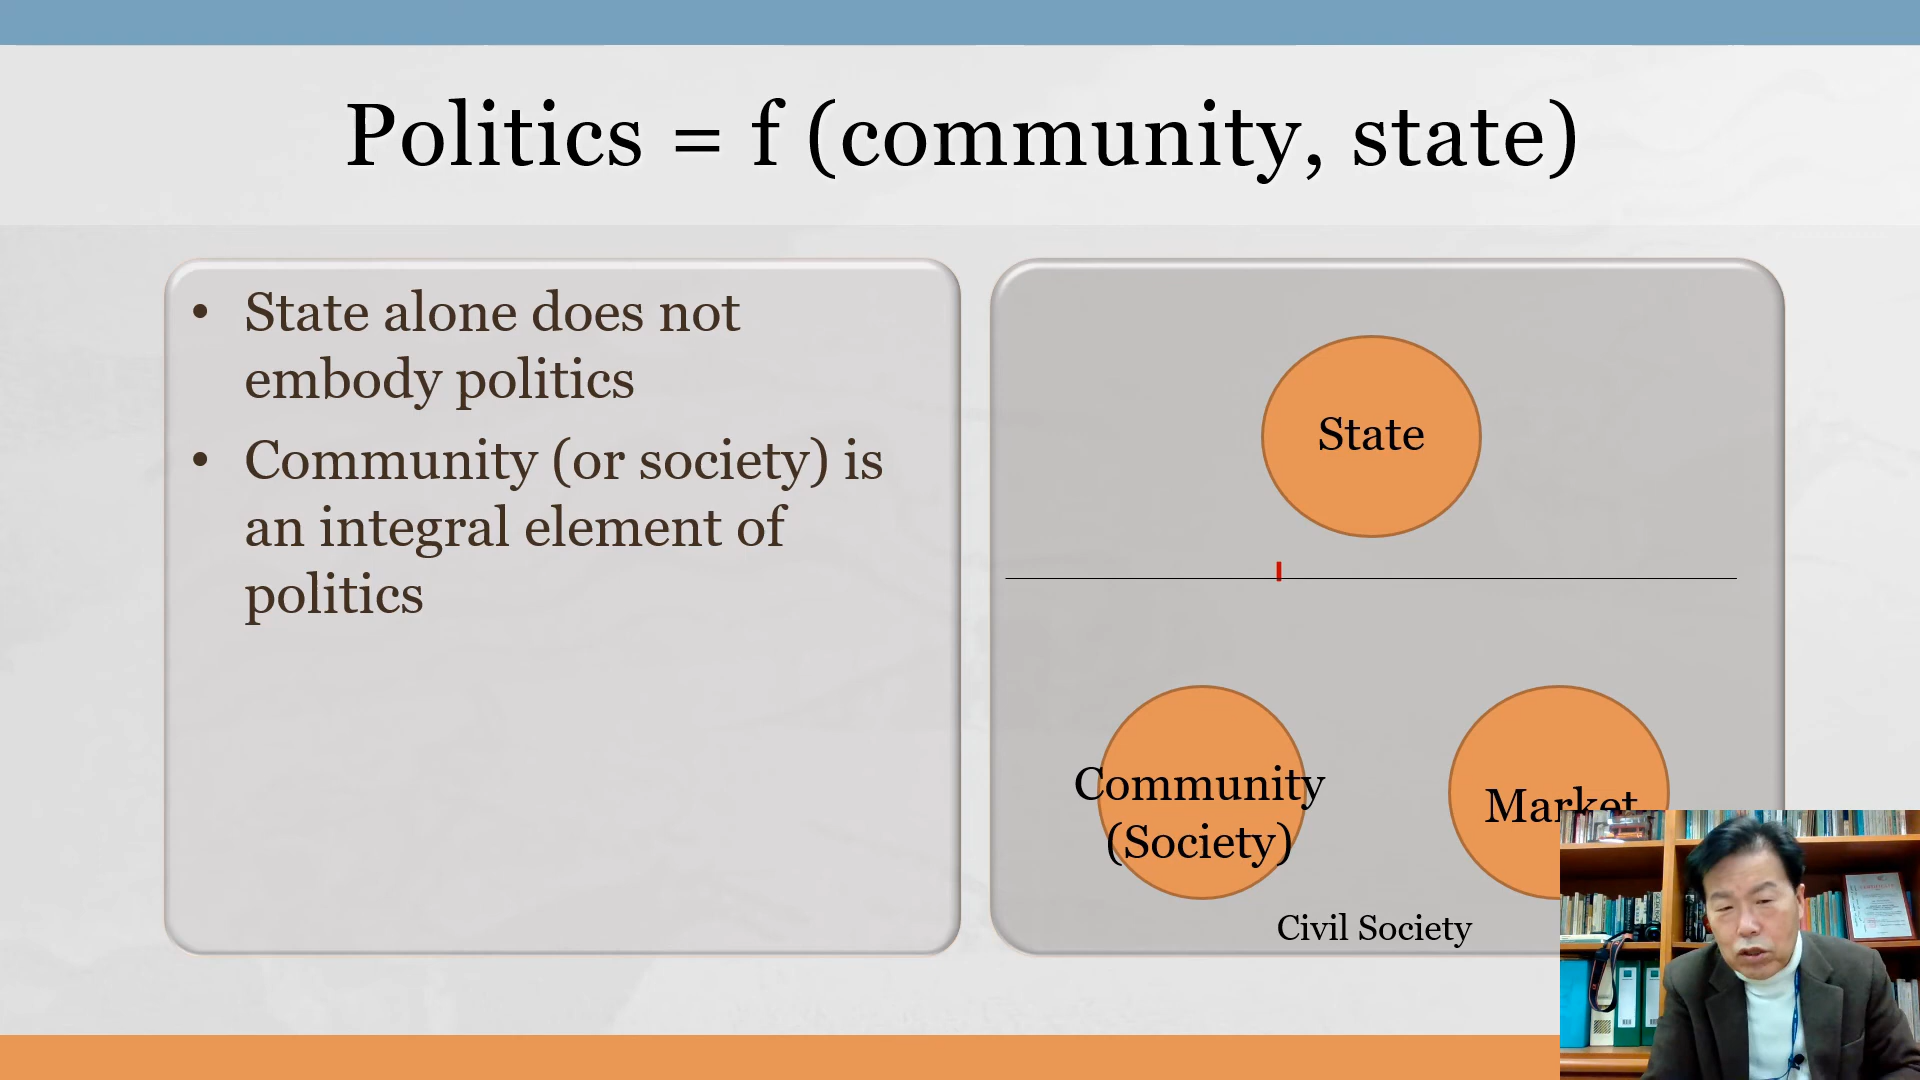 Politics = f (community, state)
• State alone does not
embody politics
• Community (or society) is
an integral element of
politics
State
Community
(Society)
Market
Civil Society